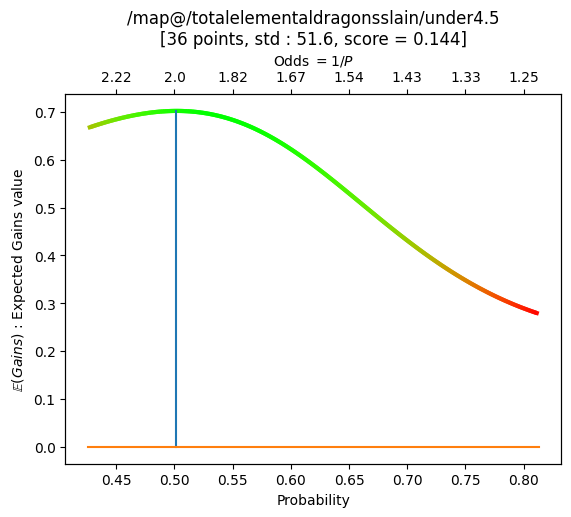 /map@/totalelementaldragonsslain/under4.5
[36 points, std : 51.6, score = 0.144]
Odds = 1/P
2.22 2.0 1.82 1.67 1.54 1.43 1.33 1.25
0.7
0.6
0.5
0.4
0.3
0.2
0.1
0.0
𝔼(Gains) : Expected Gains value
0.45 0.50 0.55 0.60 0.65 0.70 0.75 0.80
Probability